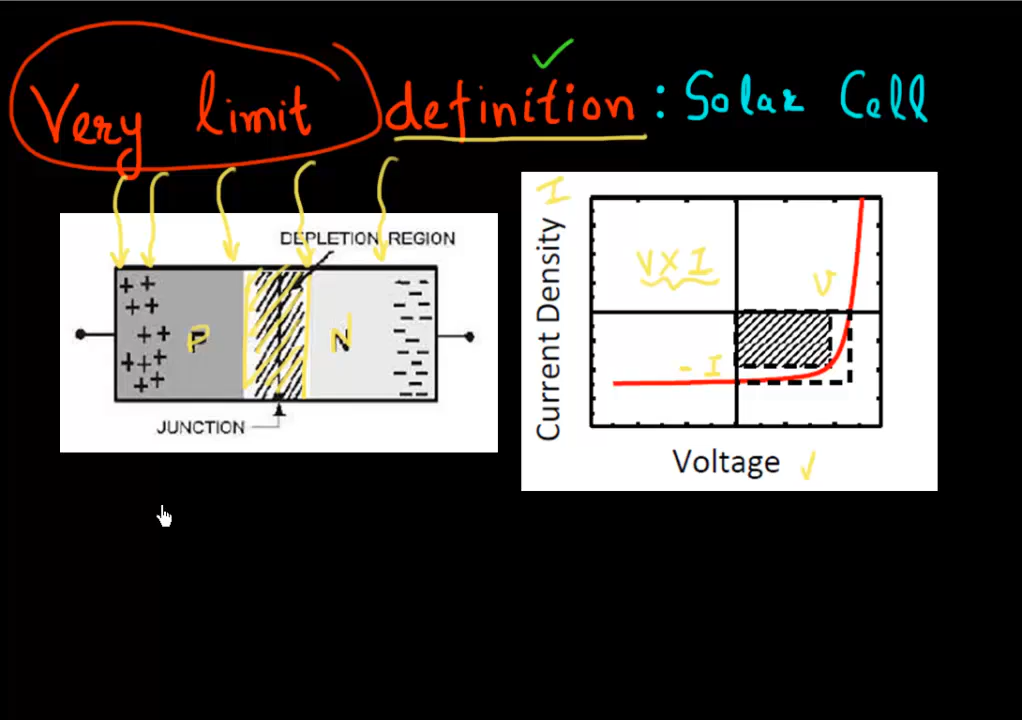 Very limit definition : Solar Cell
DEPLETION REGION
+ +
+ +
+ +
+ + +
+ +
P
N
JUNCTION
Current Density I
V X I
V
- I
Voltage ✓